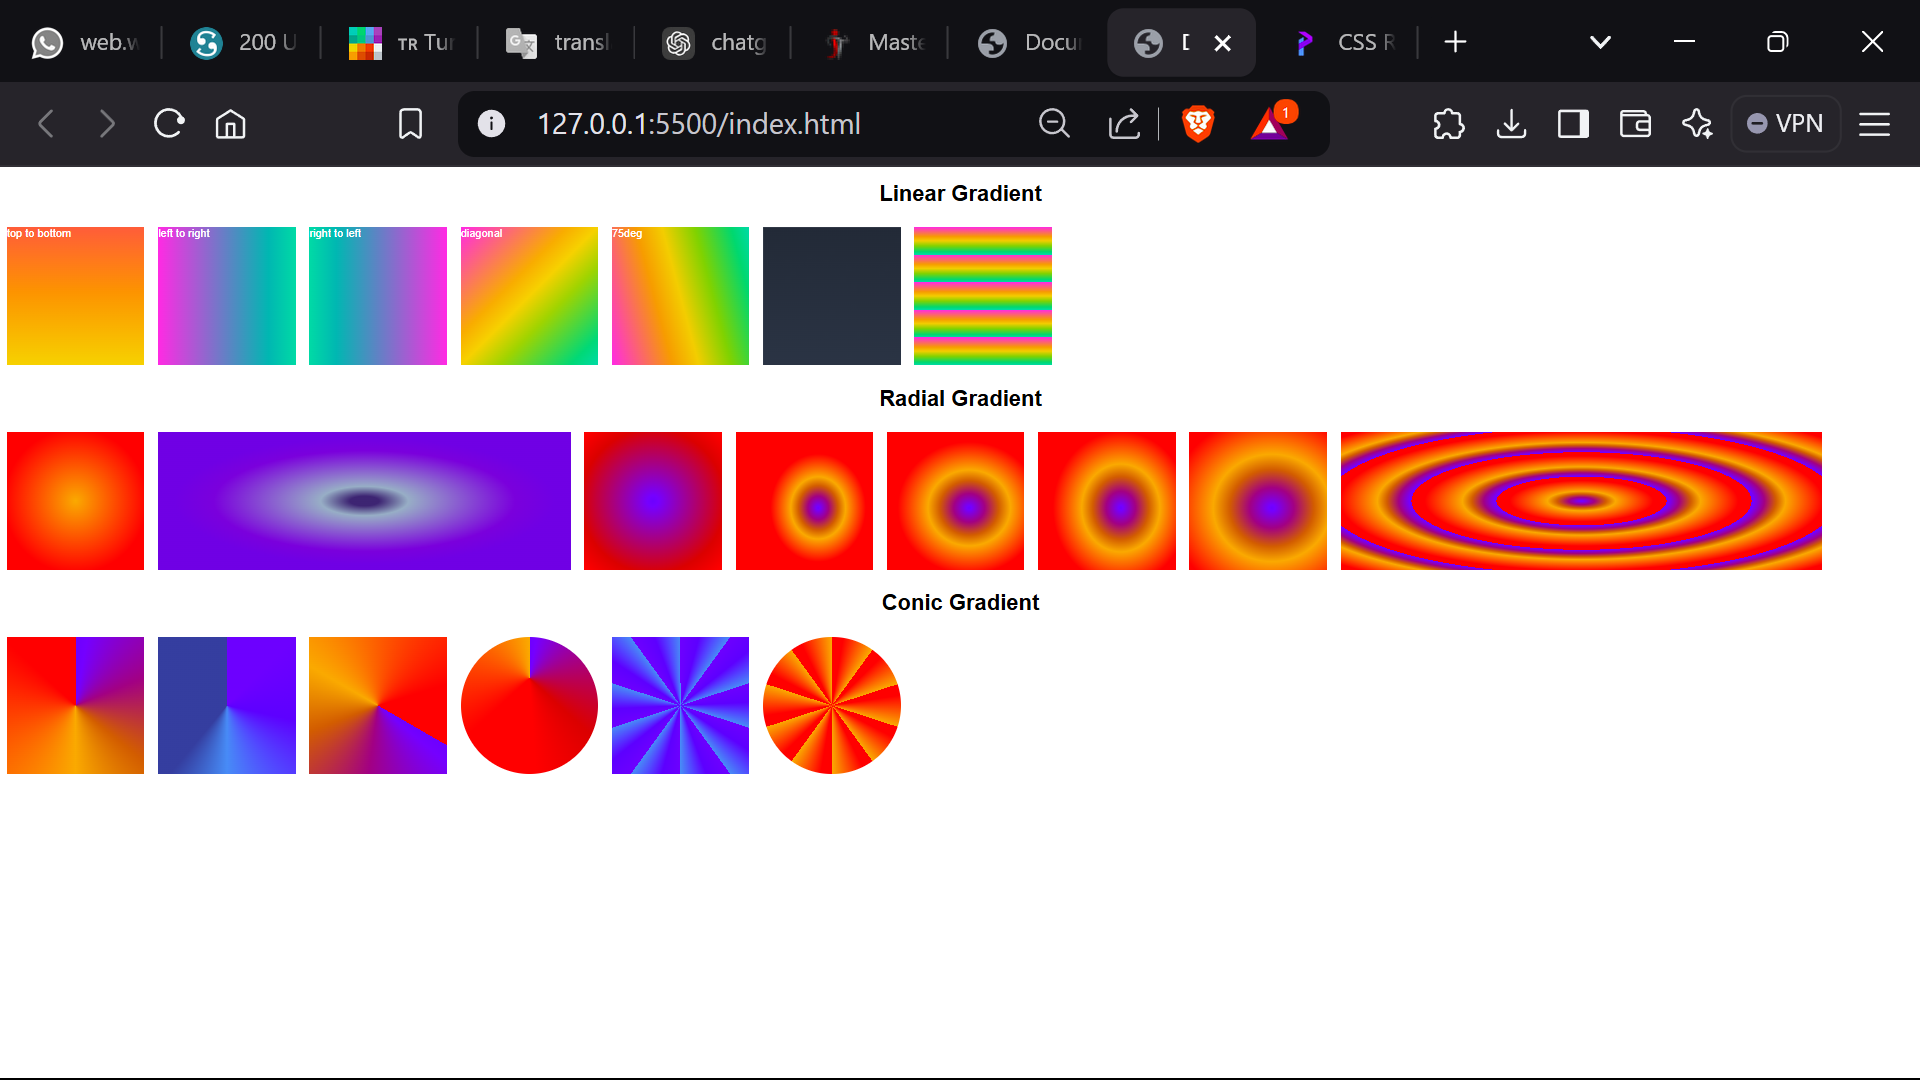 web.w 200 U TR Tur transl chatg Maste Docu CSS R
127.0.0.1:5500/index.html 1 VPN
Linear Gradient
top to bottom left to right right to left diagonal 75deg
Radial Gradient
Conic Gradient